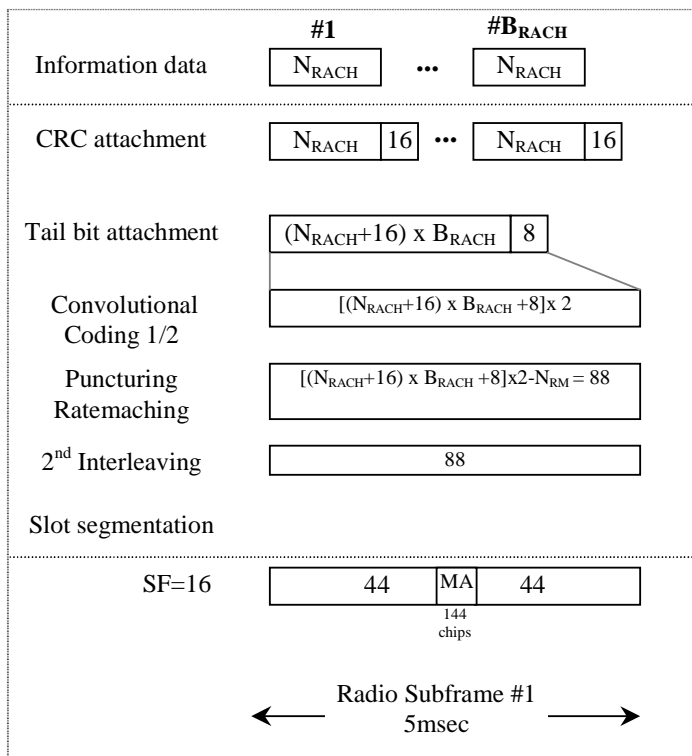 #1 #B_RACH
Information data N_RACH ... N_RACH
CRC attachment N_RACH 16 ... N_RACH 16
Tail bit attachment (N_RACH+16) x B_RACH 8
Convolutional
Coding 1/2
[(N_RACH+16) x B_RACH +8]x 2
Puncturing
Ratemaching
[(N_RACH+16) x B_RACH +8]x2-N_RM = 88
2nd Interleaving 88
Slot segmentation
SF=16 44 MA 44
144
chips
Radio Subframe #1
5msec